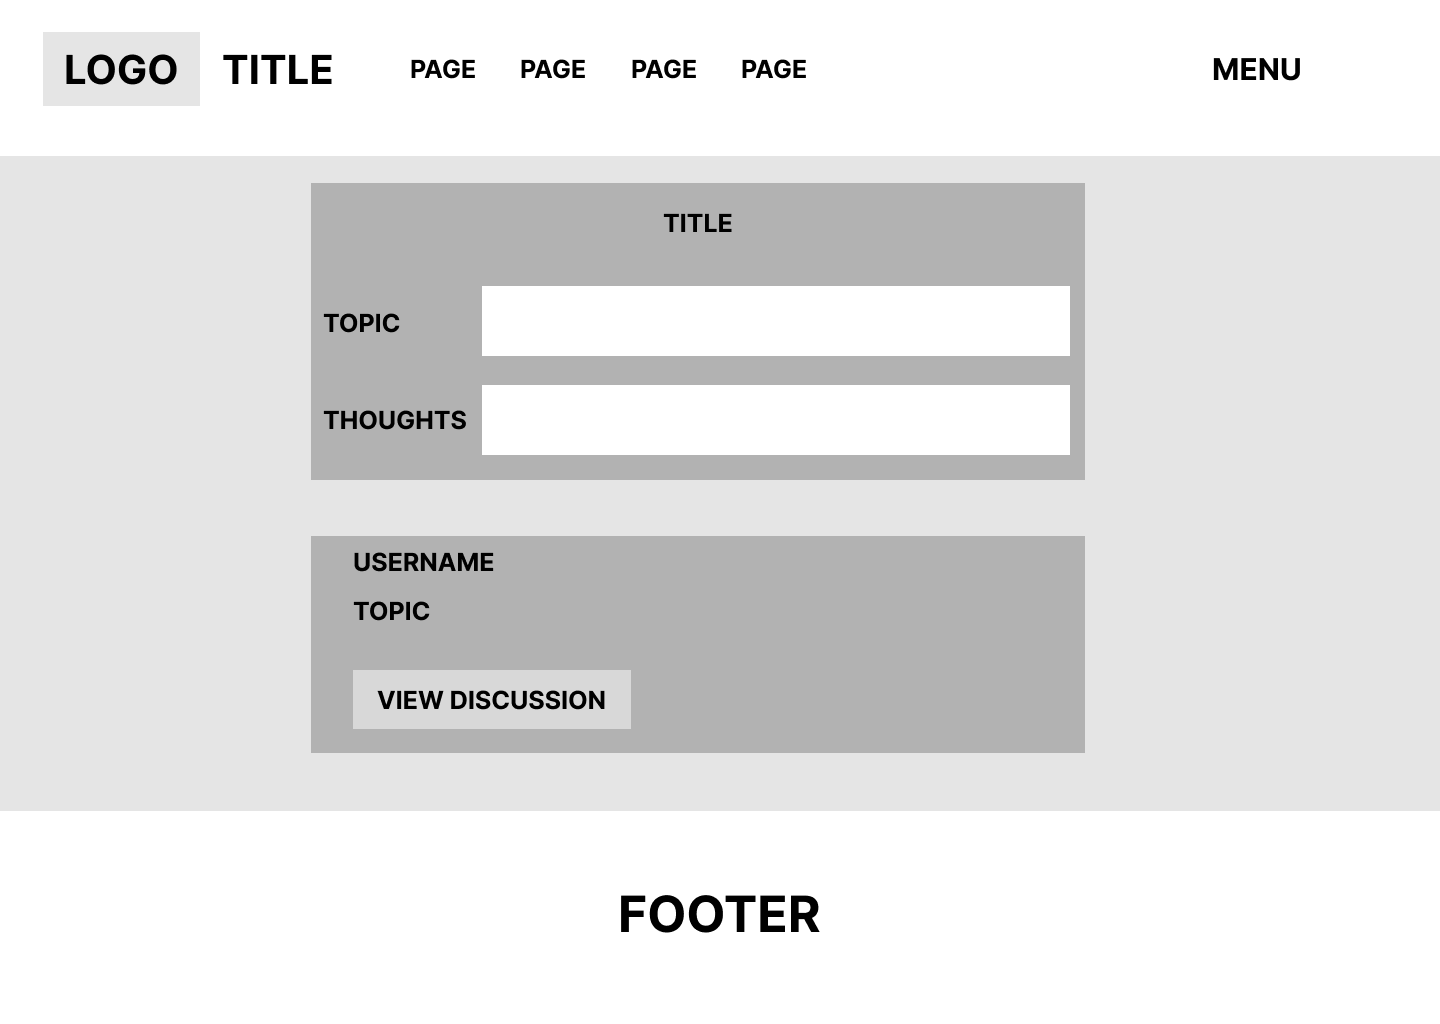 LOGO TITLE PAGE PAGE PAGE PAGE MENU
TITLE
TOPIC
THOUGHTS
USERNAME
TOPIC
VIEW DISCUSSION
FOOTER